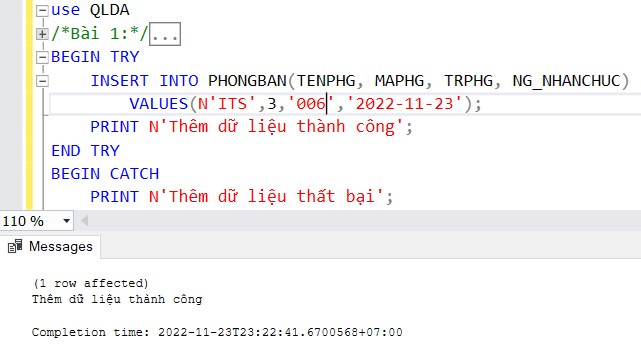 use QLDA
/*Bài 1:*/...
BEGIN TRY
INSERT INTO PHONGBAN(TENPHG, MAPHG, TRPHG, NG_NHANCHUC)
VALUES(N'ITS',3,'006','2022-11-23');
PRINT N'Thêm dữ liệu thành công';
END TRY
BEGIN CATCH
PRINT N'Thêm dữ liệu thất bại';
110 %
Messages
(1 row affected)
Thêm dữ liệu thành công
Completion time: 2022-11-23T23:22:41.6700568+07:00